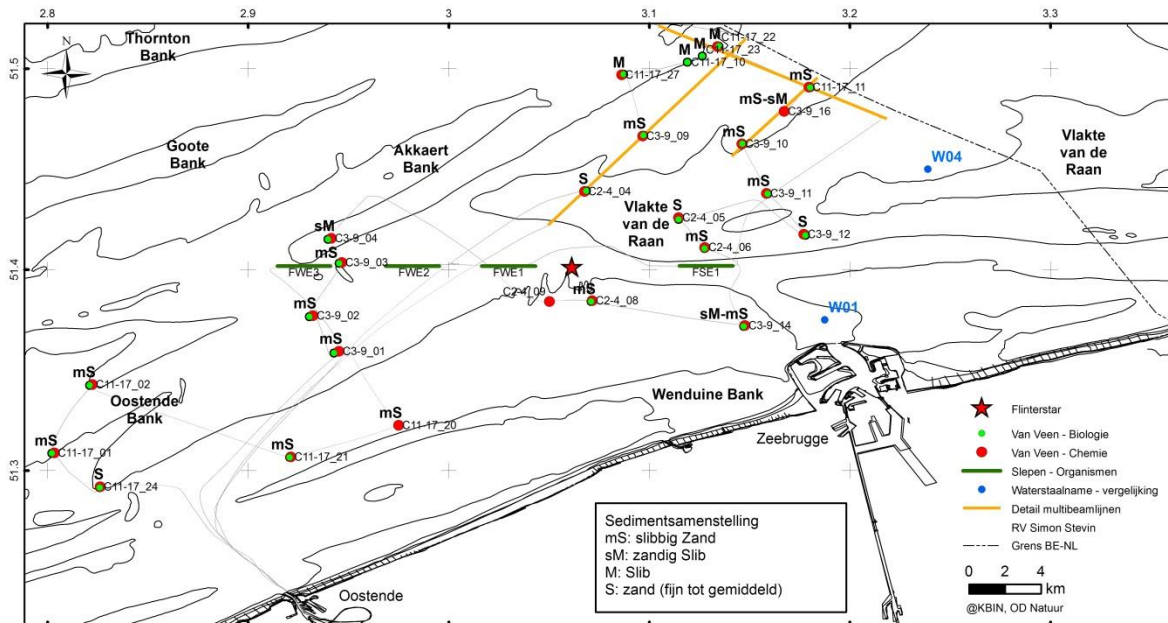 2.8 2.9 3 3.1 3.2 3.3
Thornton
Bank
N
M
C11-17_22
M
C11-17_23
M
C11-17_10
51.5
M
C11-17_27
mS
C11-17_11
mS-sM
C3-9_16
mS
C3-9_09
mS
C3-9_10
Goote
Bank
Akkaert
Bank
Vlakte
van de
Raan
W04
S
C2-4_04
mS
C3-9_11
S
C2-4_05
Vlakte
van de
Raan
mS
C2-4_06
S
C3-9_12
sM
C3-9_04
mS
C3-9_03
51.4
FWE3
FWE2
FWE1
FSE1
C2-4_09
mS
C2-4_08
sM-mS
C3-9_14
W01
mS
C3-9_02
mS
C3-9_01
mS
C11-17_02
Oostende
Bank
Wenduine Bank
C11-17_20
Zeebrugge
mS
C11-17_01
mS
C11-17_21
51.3
S
C11-17_24
Oostende
Sedimentsamenstelling
mS: slibbig Zand
sM: zandig Slib
M: Slib
S: zand (fijn tot gemiddeld)
Flinterstar
Van Veen - Biologie
Van Veen - Chemie
Slepen - Organismen
Waterstaalname - vergelijking
Detail multibeamlijnen
RV Simon Stevin
Grens BE-NL
0 2 4
km
@KBIN, OD Natuur